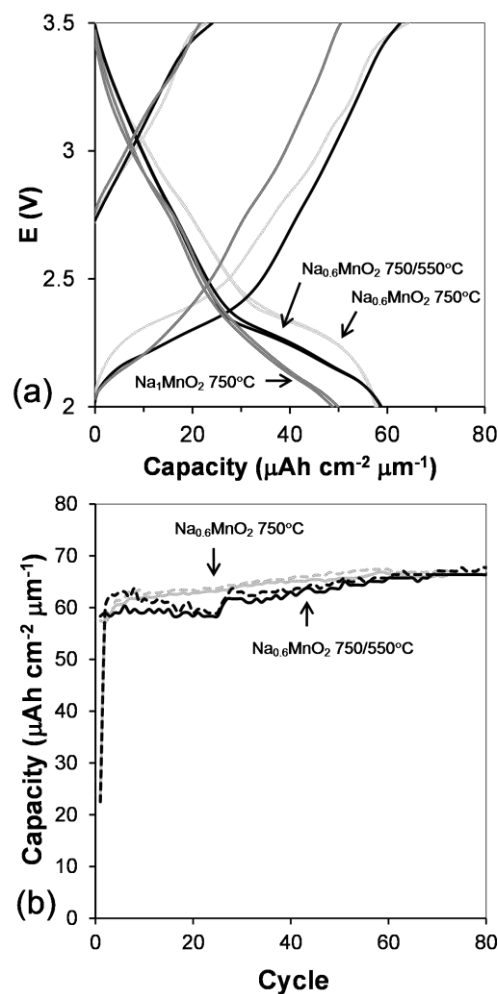 3.5
3
2.5
2
E (V)
Na₀.₆MnO₂ 750/550°C
Na₀.₆MnO₂ 750°C
Na₁MnO₂ 750°C
(a)
0 20 40 60 80
Capacity (µAh cm⁻² µm⁻¹)
80
70
60
50
40
30
20
10
0
Capacity (µAh cm⁻² µm⁻¹)
Na₀.₆MnO₂ 750°C
Na₀.₆MnO₂ 750/550°C
(b)
0 20 40 60 80
Cycle